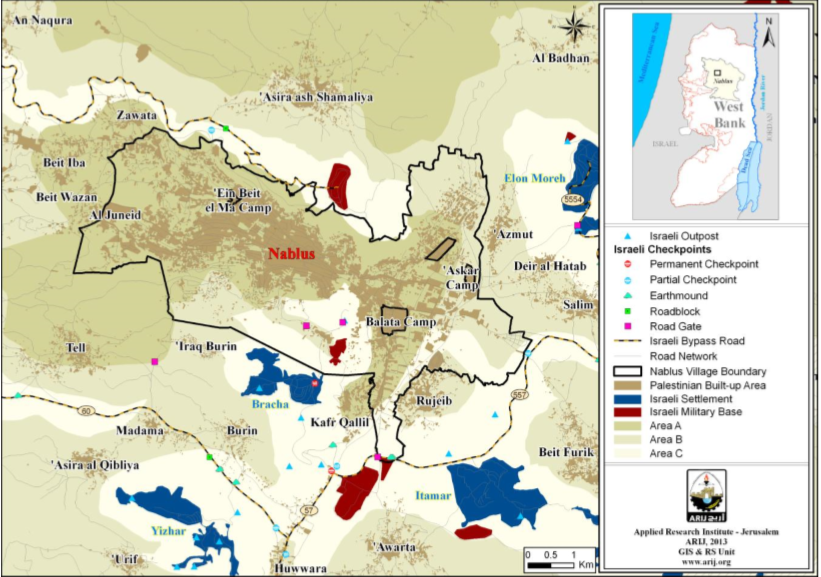 An Naqura
Al Badhan
'Asira ash Shamaliya
Zawata
Beit Iba
Elon Moreh
Beit Wazan
'Ein Beit
el Ma Camp
5554
Al Juneid
'Azmut
Nablus
Deir al Hatab
'Askar
Camp
Salim
Balata Camp
Tell
'Iraq Burin
Bracha
Rujeib
557
60
Kafr Qallil
Madama
Burin
Beit Furik
'Asira al Qibliya
Itamar
57
Yizhar
'Awarta
'Urif
Huwwara
0 0.5 1
Km
N
Mediterranean Sea
Nablus
West
Bank
Jordan River
JORDAN
ISRAEL
Dead Sea
Israeli Outpost
Israeli Checkpoints
Permanent Checkpoint
Partial Checkpoint
Earthmound
Roadblock
Road Gate
Israeli Bypass Road
Road Network
Nablus Village Boundary
Palestinian Built-up Area
Israeli Settlement
Israeli Military Base
Area A
Area B
Area C
ARIJ أريج
Applied Research Institute - Jerusalem
ARIJ, 2013
GIS & RS Unit
www.arij.org